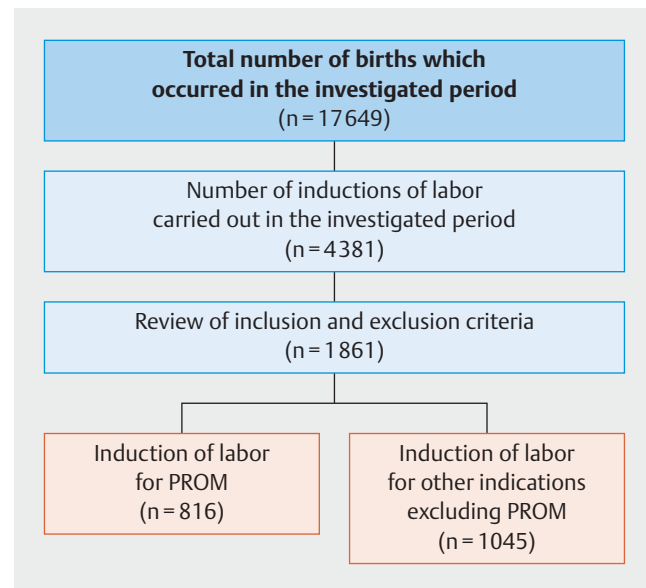 Total number of births which
occurred in the investigated period
(n = 17 649)
Number of inductions of labor
carried out in the investigated period
(n = 4381)
Review of inclusion and exclusion criteria
(n = 1861)
Induction of labor
for PROM
(n = 816)
Induction of labor
for other indications
excluding PROM
(n = 1045)